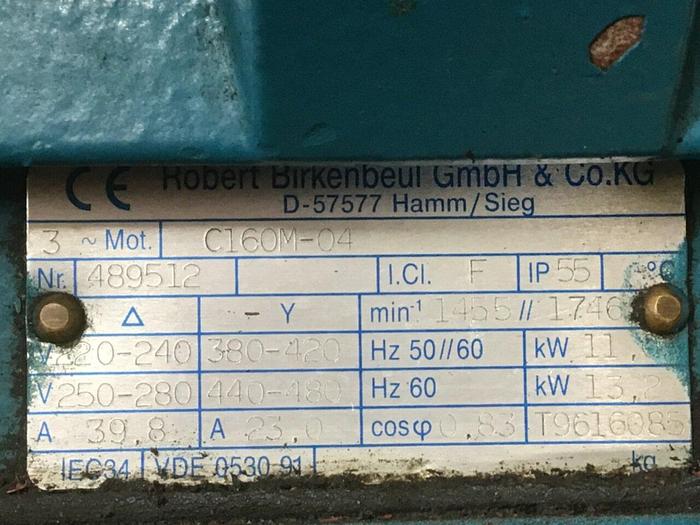 CE Robert Birkenbeul GmbH & Co.KG
D-57577 Hamm/Sieg
3 ~ Mot. C160M-04
Nr. 489512 I.Cl. F IP 55 °C
Δ - Y min-1 1455 // 1746
V 220-240 380-420 Hz 50//60 kW 11,
V 250-280 440-480 Hz 60 kW 13,2
A 39,8 A 23,0 cosφ 0,83 T9616085
IEC34 VDE 0530 91 kg